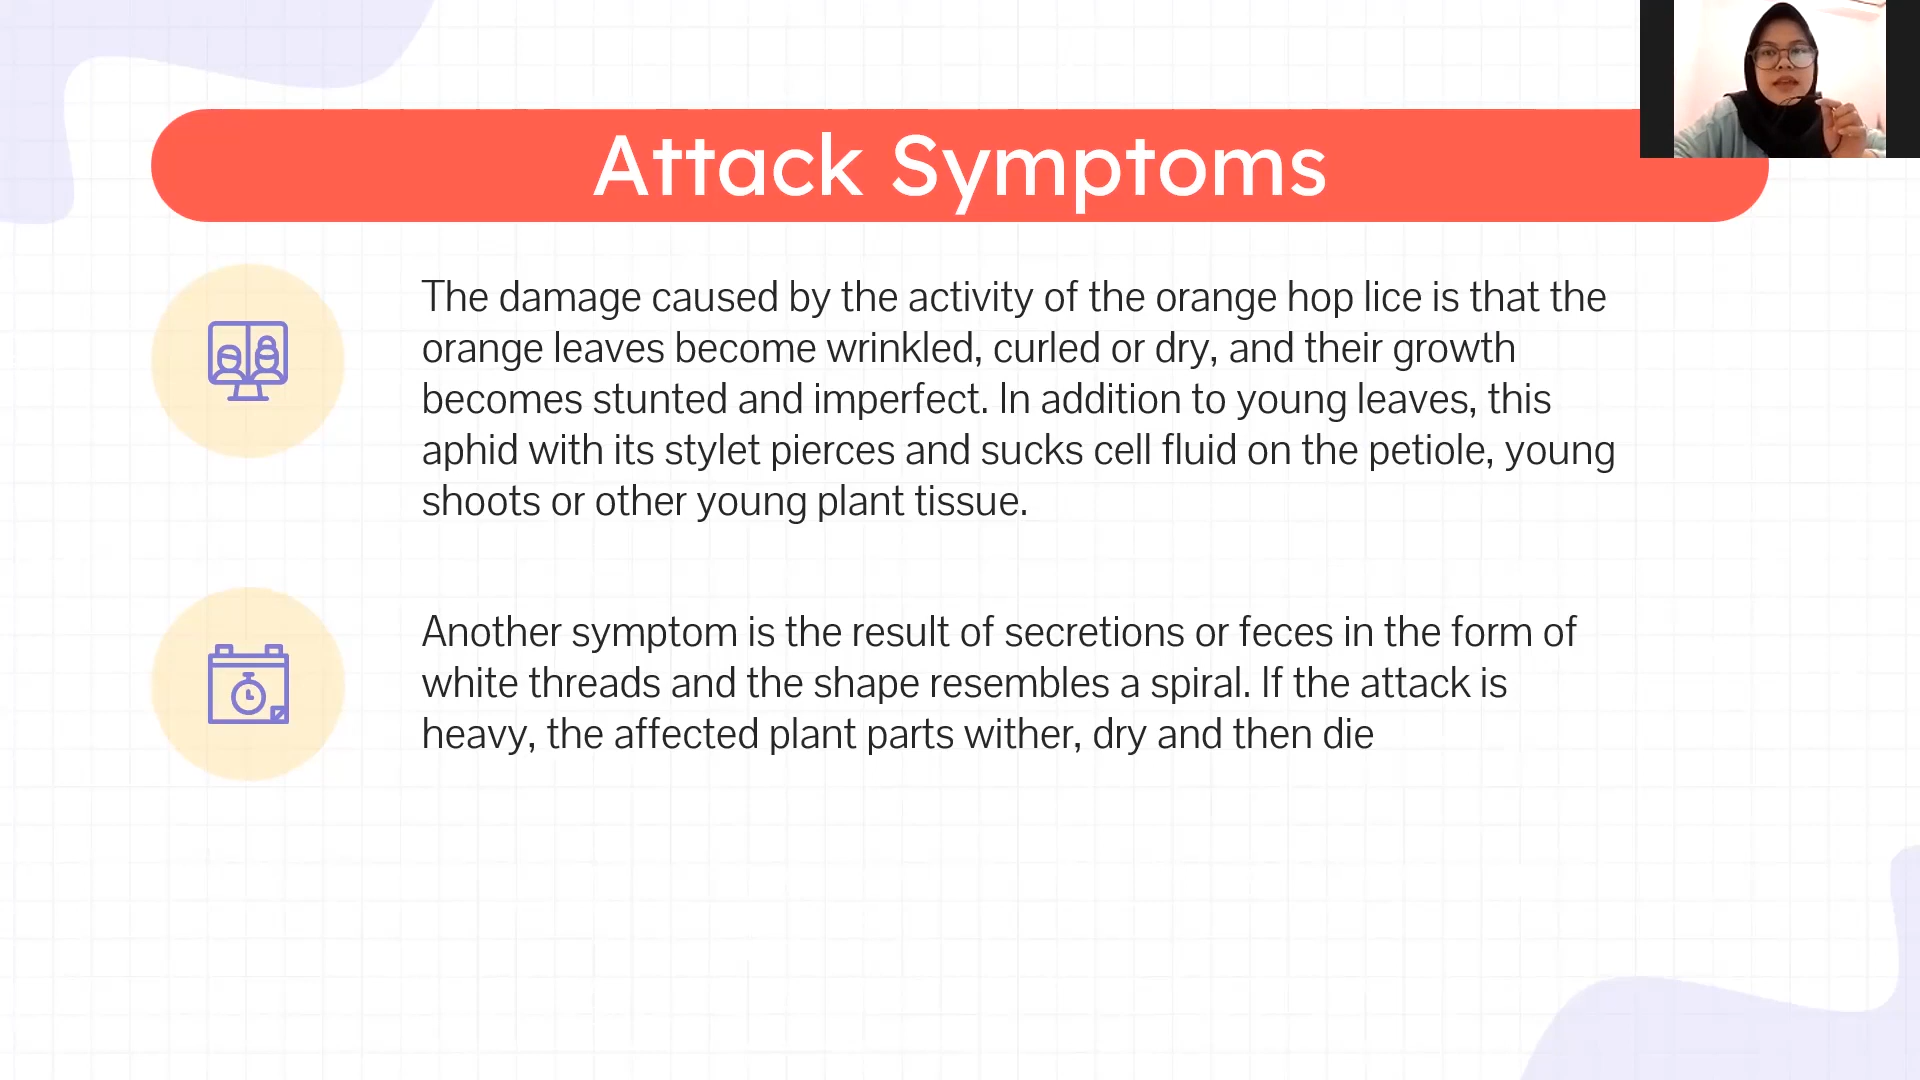 Attack Symptoms
The damage caused by the activity of the orange hop lice is that the
orange leaves become wrinkled, curled or dry, and their growth
becomes stunted and imperfect. In addition to young leaves, this
aphid with its stylet pierces and sucks cell fluid on the petiole, young
shoots or other young plant tissue.
Another symptom is the result of secretions or feces in the form of
white threads and the shape resembles a spiral. If the attack is
heavy, the affected plant parts wither, dry and then die